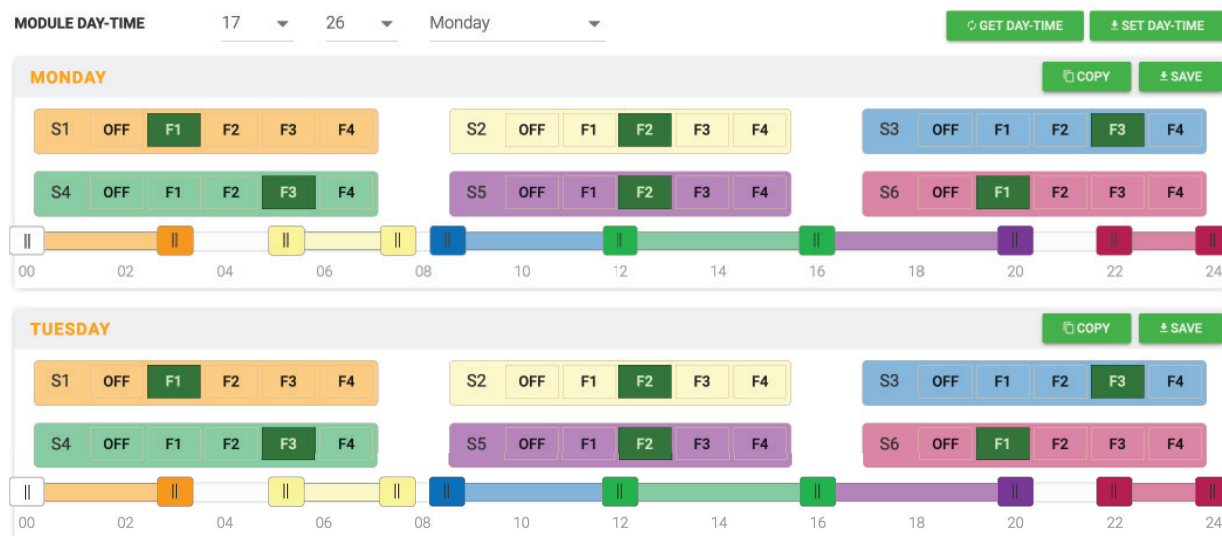 MODULE DAY-TIME 17 26 Monday GET DAY-TIME SET DAY-TIME
MONDAY COPY SAVE
S1 OFF F1 F2 F3 F4 S2 OFF F1 F2 F3 F4 S3 OFF F1 F2 F3 F4
S4 OFF F1 F2 F3 F4 S5 OFF F1 F2 F3 F4 S6 OFF F1 F2 F3 F4
00 02 04 06 08 10 12 14 16 18 20 22 24
TUESDAY COPY SAVE
S1 OFF F1 F2 F3 F4 S2 OFF F1 F2 F3 F4 S3 OFF F1 F2 F3 F4
S4 OFF F1 F2 F3 F4 S5 OFF F1 F2 F3 F4 S6 OFF F1 F2 F3 F4
00 02 04 06 08 10 12 14 16 18 20 22 24